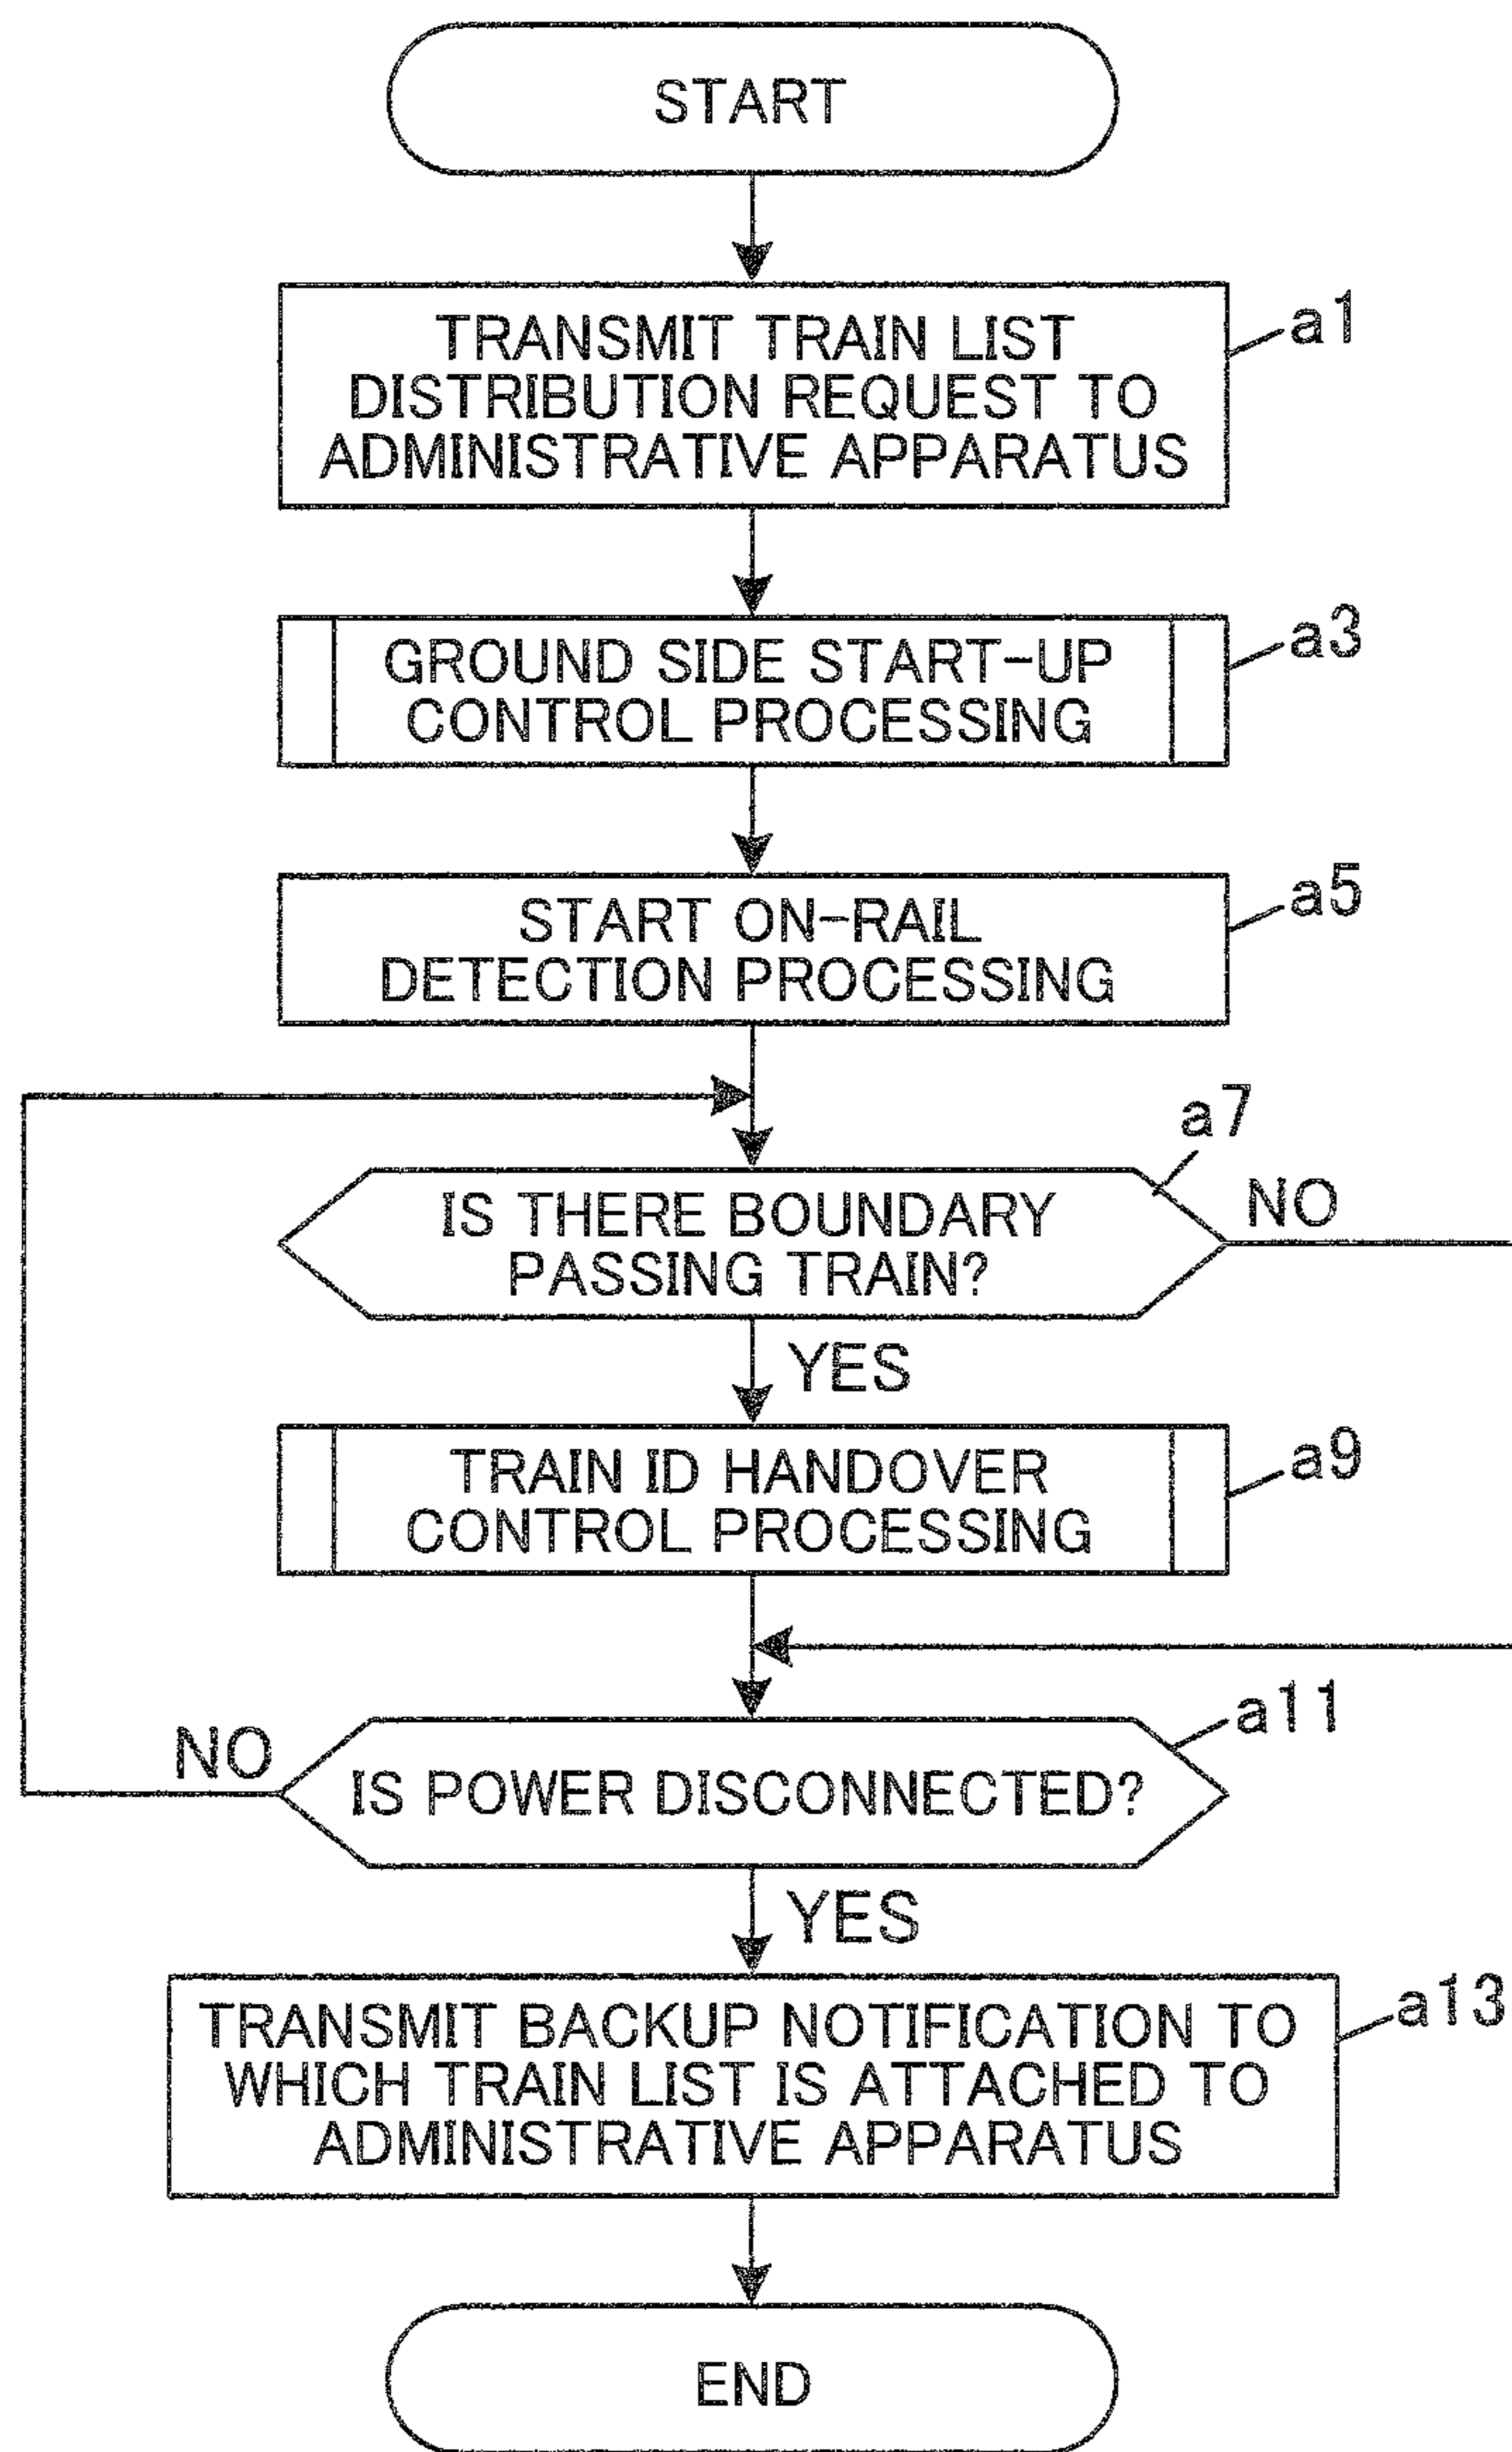 START
TRANSMIT TRAIN LIST
DISTRIBUTION REQUEST TO
ADMINISTRATIVE APPARATUS
a1
GROUND SIDE START-UP
CONTROL PROCESSING
a3
START ON-RAIL
DETECTION PROCESSING
a5
a7
IS THERE BOUNDARY
PASSING TRAIN?
NO
YES
TRAIN ID HANDOVER
CONTROL PROCESSING
a9
a11
NO
IS POWER DISCONNECTED?
YES
TRANSMIT BACKUP NOTIFICATION TO
WHICH TRAIN LIST IS ATTACHED TO
ADMINISTRATIVE APPARATUS
a13
END